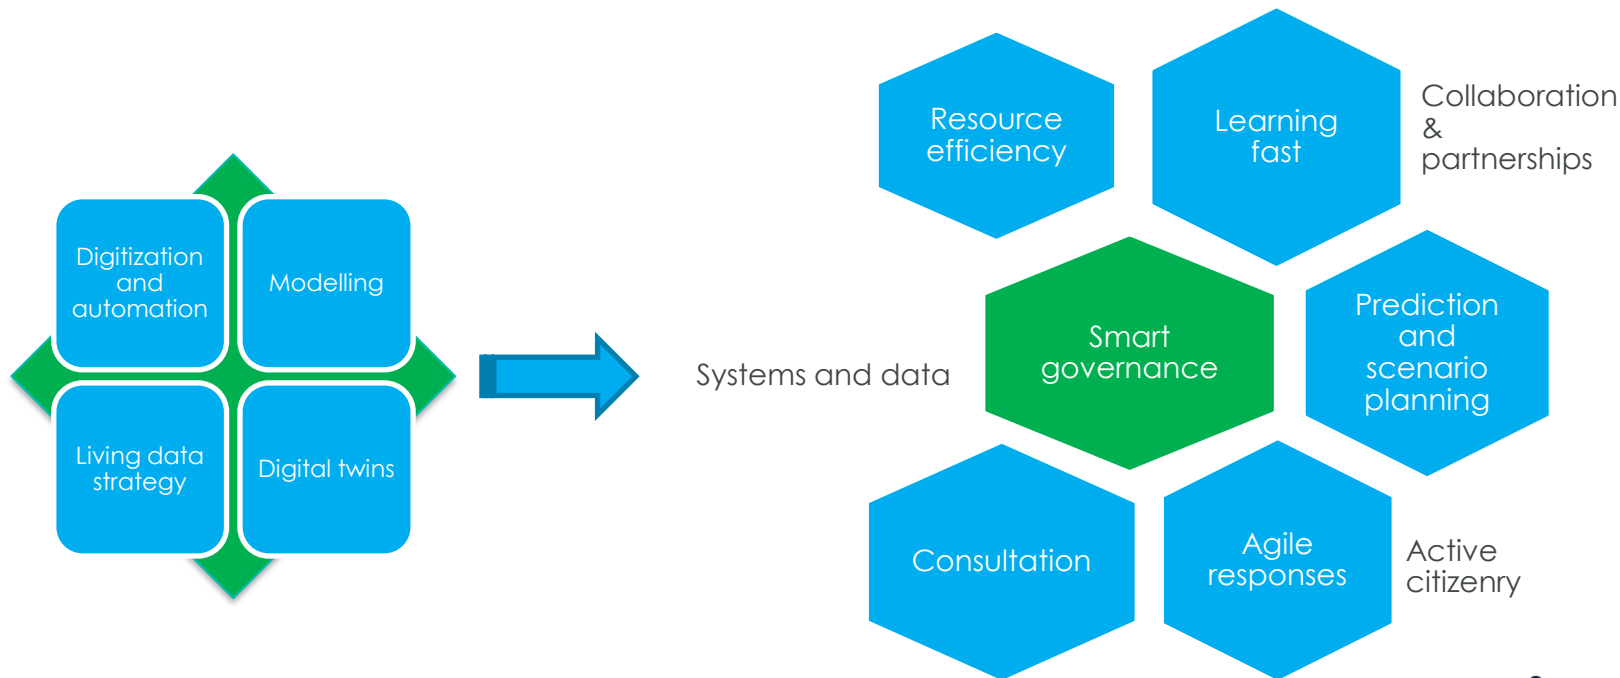 Digitization
and
automation
Modelling
Living data
strategy
Digital twins
Resource
efficiency
Learning
fast
Collaboration
&
partnerships
Systems and data
Smart
governance
Prediction
and
scenario
planning
Consultation
Agile
responses
Active
citizenry